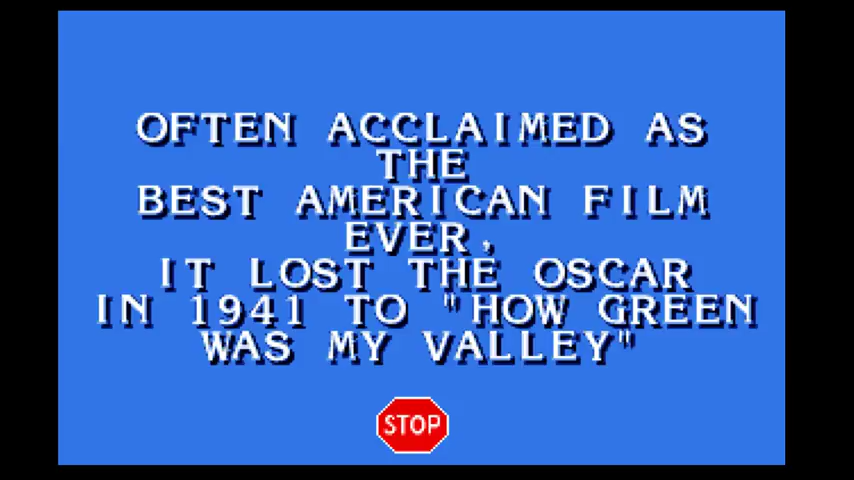 OFTEN ACCLAIMED AS
THE
BEST AMERICAN FILM
EVER,
IT LOST THE OSCAR
IN 1941 TO "HOW GREEN
WAS MY VALLEY"
STOP